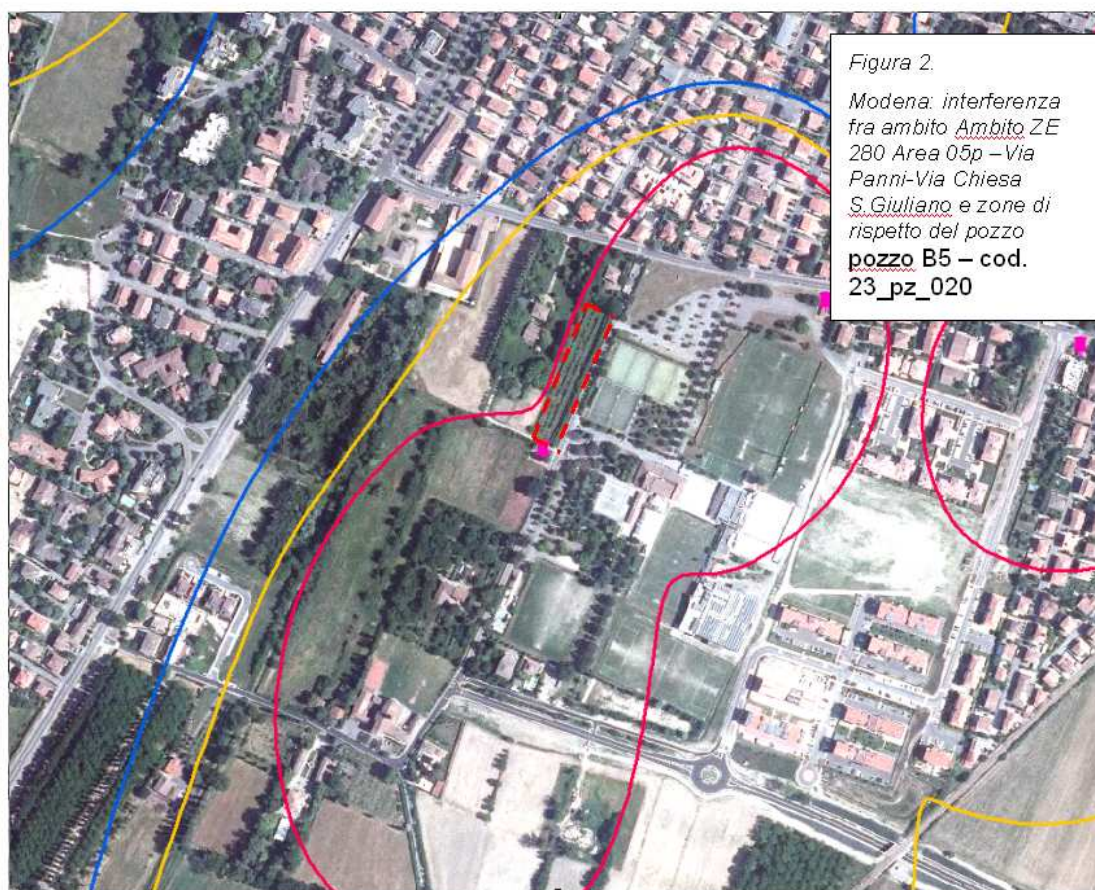 Figura 2.
Modena: interferenza
fra ambito Ambito ZE
280 Area 05p – Via
Panni-Via Chiesa
S.Giuliano e zone di
rispetto del pozzo
pozzo B5 – cod.
23_pz_020